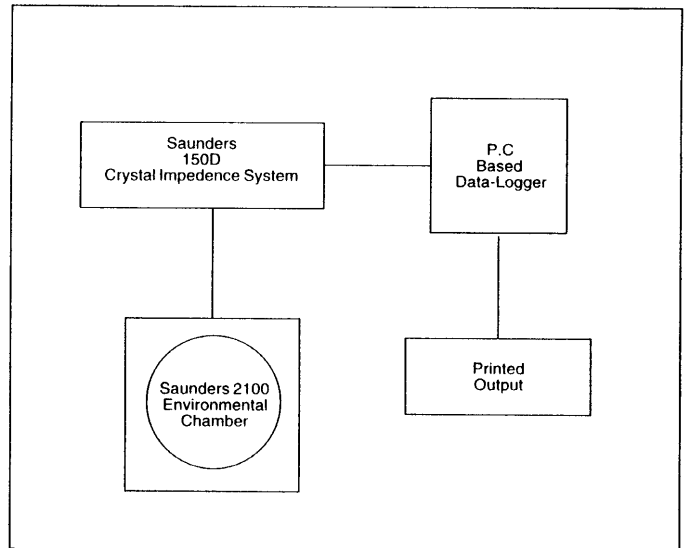 Saunders
150D
Crystal Impedence System
P.C
Based
Data-Logger
Saunders 2100
Environmental
Chamber
Printed
Output